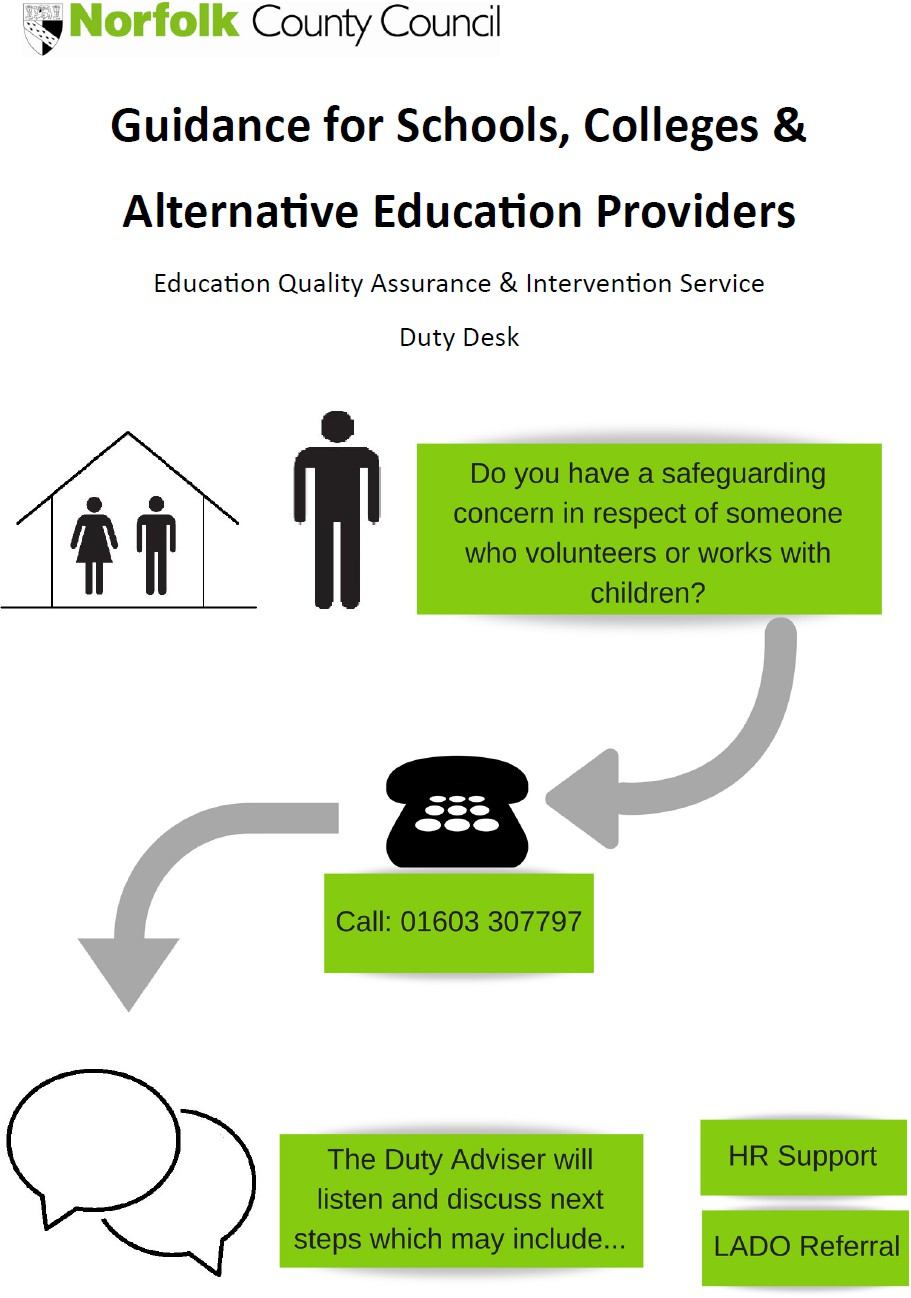 Norfolk County Council
Guidance for Schools, Colleges &
Alternative Education Providers
Education Quality Assurance & Intervention Service
Duty Desk
Do you have a safeguarding
concern in respect of someone
who volunteers or works with
children?
Call: 01603 307797
The Duty Adviser will
listen and discuss next
steps which may include...
HR Support
LADO Referral